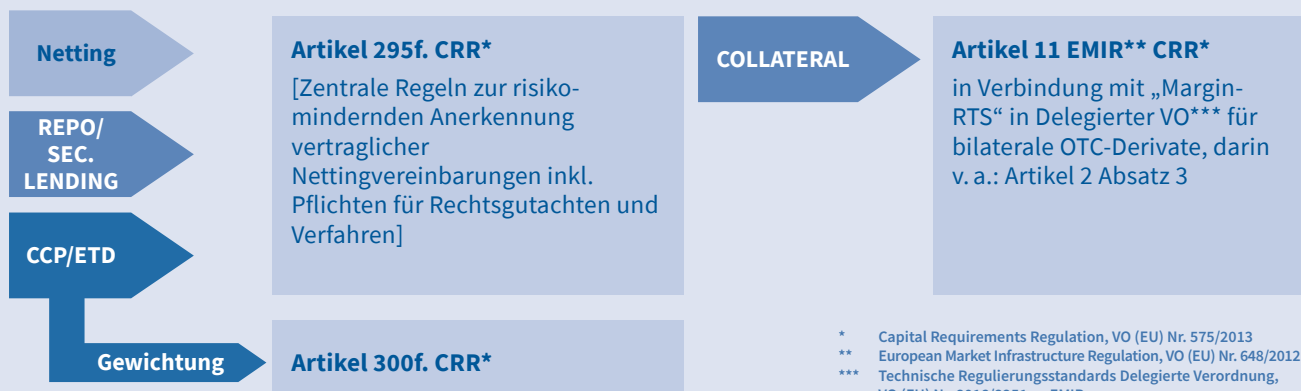 Netting
REPO/
SEC.
LENDING
CCP/ETD
Gewichtung
Artikel 295f. CRR*
[Zentrale Regeln zur risiko-
mindernden Anerkennung
vertraglicher
Nettingvereinbarungen inkl.
Pflichten für Rechtsgutachten und
Verfahren]
Artikel 300f. CRR*
COLLATERAL
Artikel 11 EMIR** CRR*
in Verbindung mit „Margin-
RTS“ in Delegierter VO*** für
bilaterale OTC-Derivate, darin
v. a.: Artikel 2 Absatz 3
* Capital Requirements Regulation, VO (EU) Nr. 575/2013
** European Market Infrastructure Regulation, VO (EU) Nr. 648/2012
*** Technische Regulierungsstandards Delegierte Verordnung,